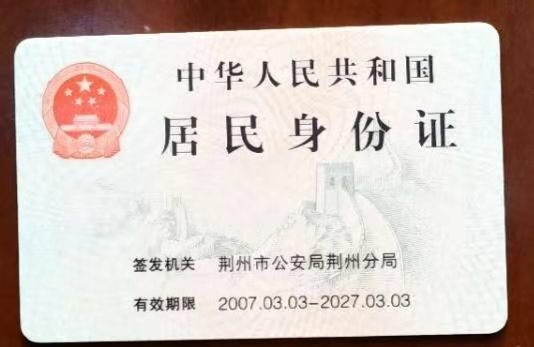 中华人民共和国
居民身份证
签发机关 荆州市公安局荆州分局
有效期限 2007.03.03-2027.03.03